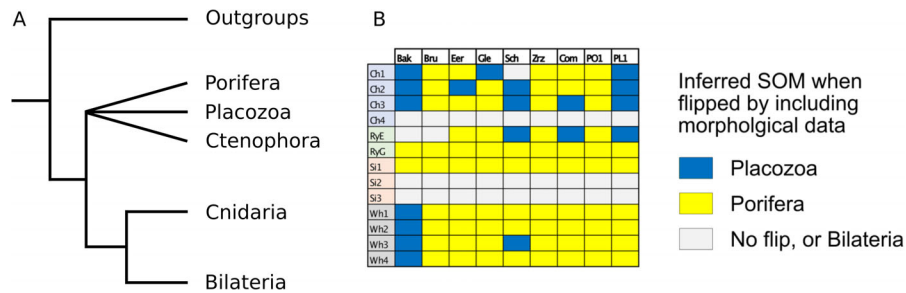 A
Outgroups
Porifera
Placozoa
Ctenophora
Cnidaria
Bilateria
B
Bak Bru Eer Gle Sch Zrz Com PO1 PL1
Ch1
Ch2
Ch3
Ch4
RyE
RyG
Si1
Si2
Si3
Wh1
Wh2
Wh3
Wh4
Inferred SOM when
flipped by including
morpholgical data
Placozoa
Porifera
No flip, or Bilateria